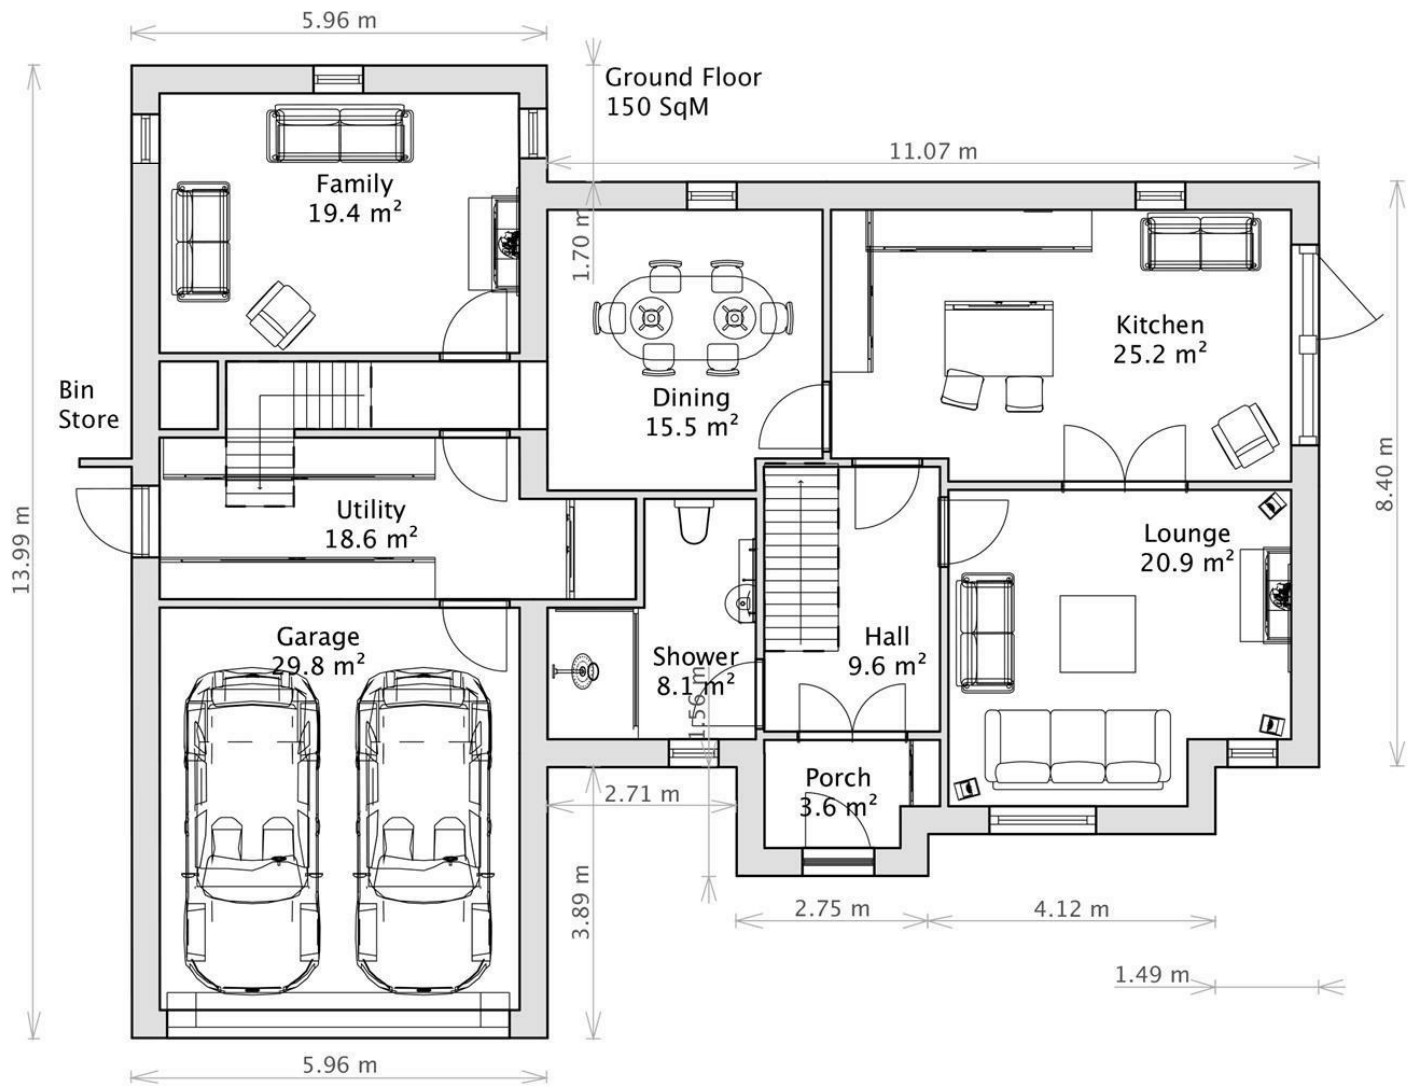 5.96 m
Ground Floor
150 SqM
11.07 m
Family
19.4 m²
1.70 m
Kitchen
25.2 m²
Bin
Store
Dining
15.5 m²
8.40 m
13.99 m
Utility
18.6 m²
Lounge
20.9 m²
Garage
29.8 m²
Shower
8.1 m²
Hall
9.6 m²
1.56 m
Porch
3.6 m²
2.71 m
3.89 m
2.75 m
4.12 m
1.49 m
5.96 m